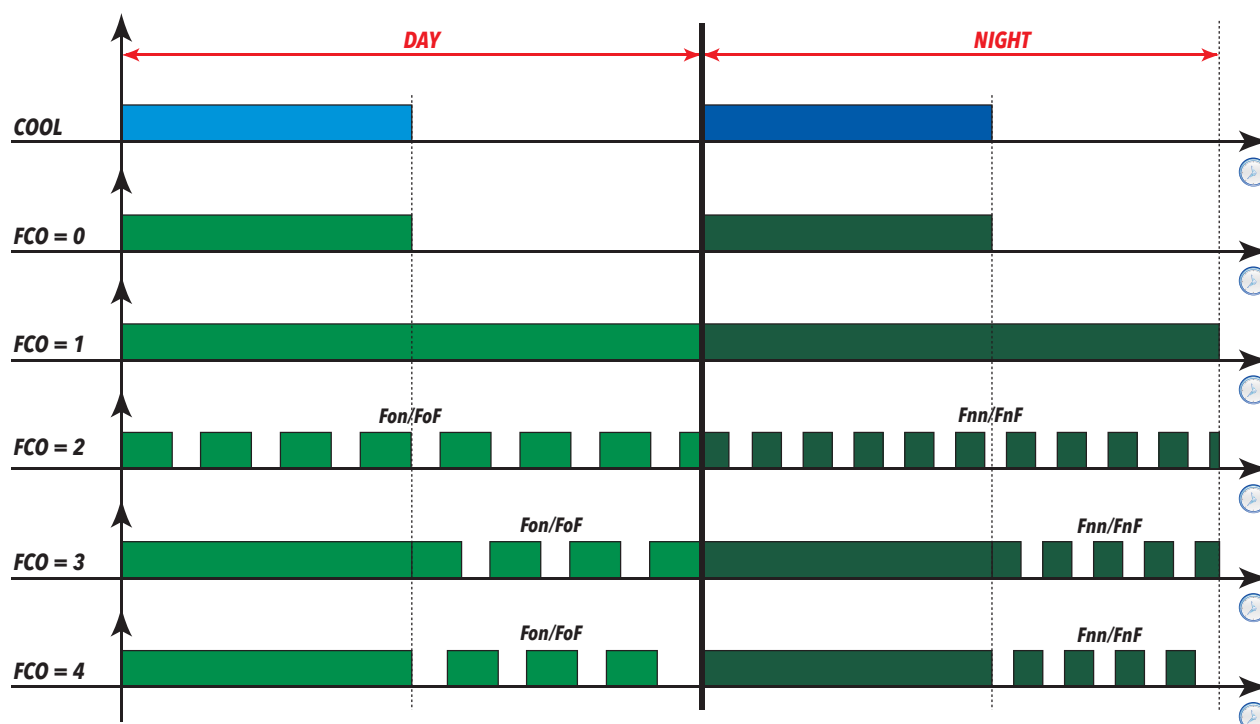 DAY
NIGHT
COOL
FCO = 0
FCO = 1
Fon/FoF
Fnn/FnF
FCO = 2
Fon/FoF
Fnn/FnF
FCO = 3
Fon/FoF
Fnn/FnF
FCO = 4